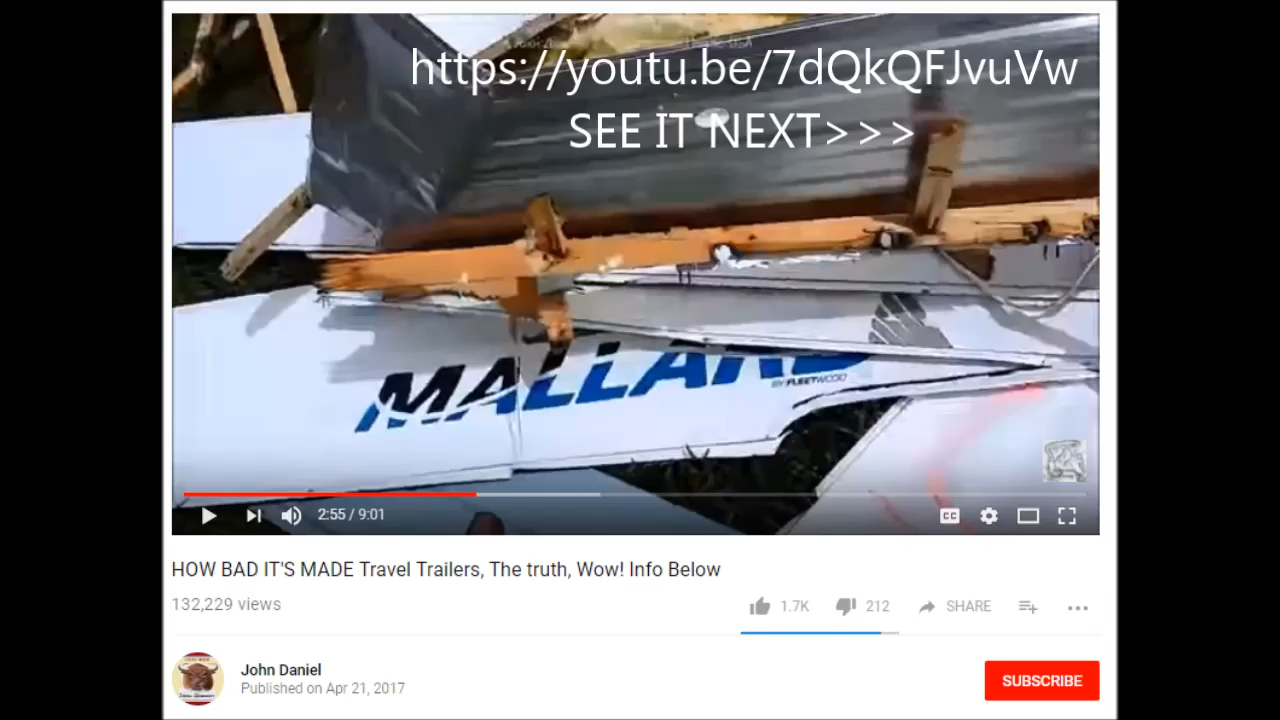 https://youtu.be/7dQkQFJvuVw
SEE IT NEXT>>>
MALLARD
BY FLEETWOOD
2:55 / 9:01
CC
HOW BAD IT'S MADE Travel Trailers, The truth, Wow! Info Below
132,229 views
1.7K
212
SHARE
John Daniel
Published on Apr 21, 2017
SUBSCRIBE